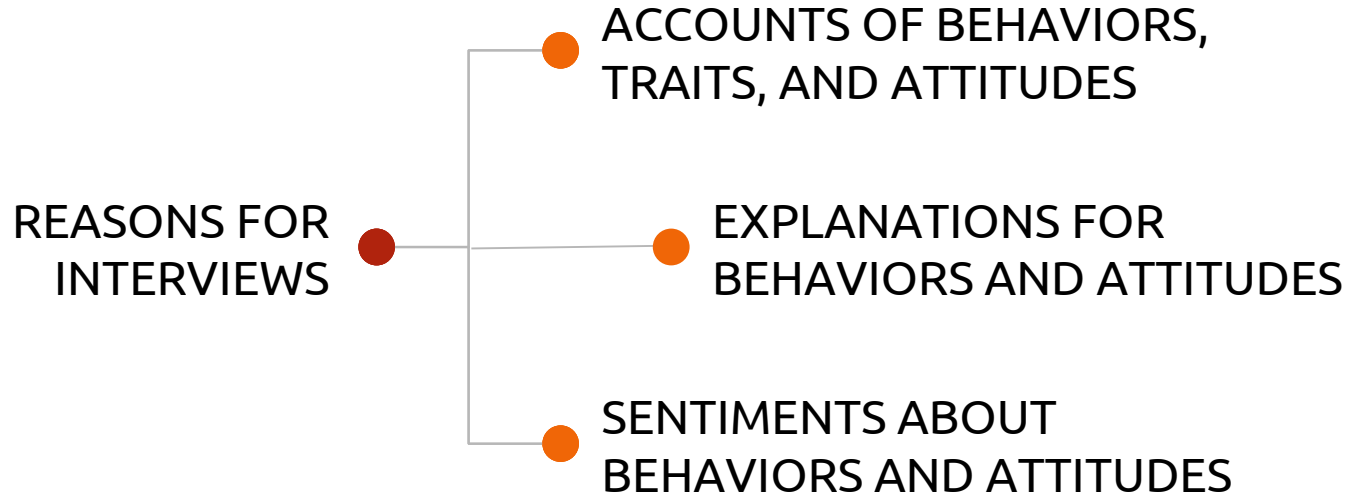 REASONS FOR
INTERVIEWS
ACCOUNTS OF BEHAVIORS,
TRAITS, AND ATTITUDES
EXPLANATIONS FOR
BEHAVIORS AND ATTITUDES
SENTIMENTS ABOUT
BEHAVIORS AND ATTITUDES